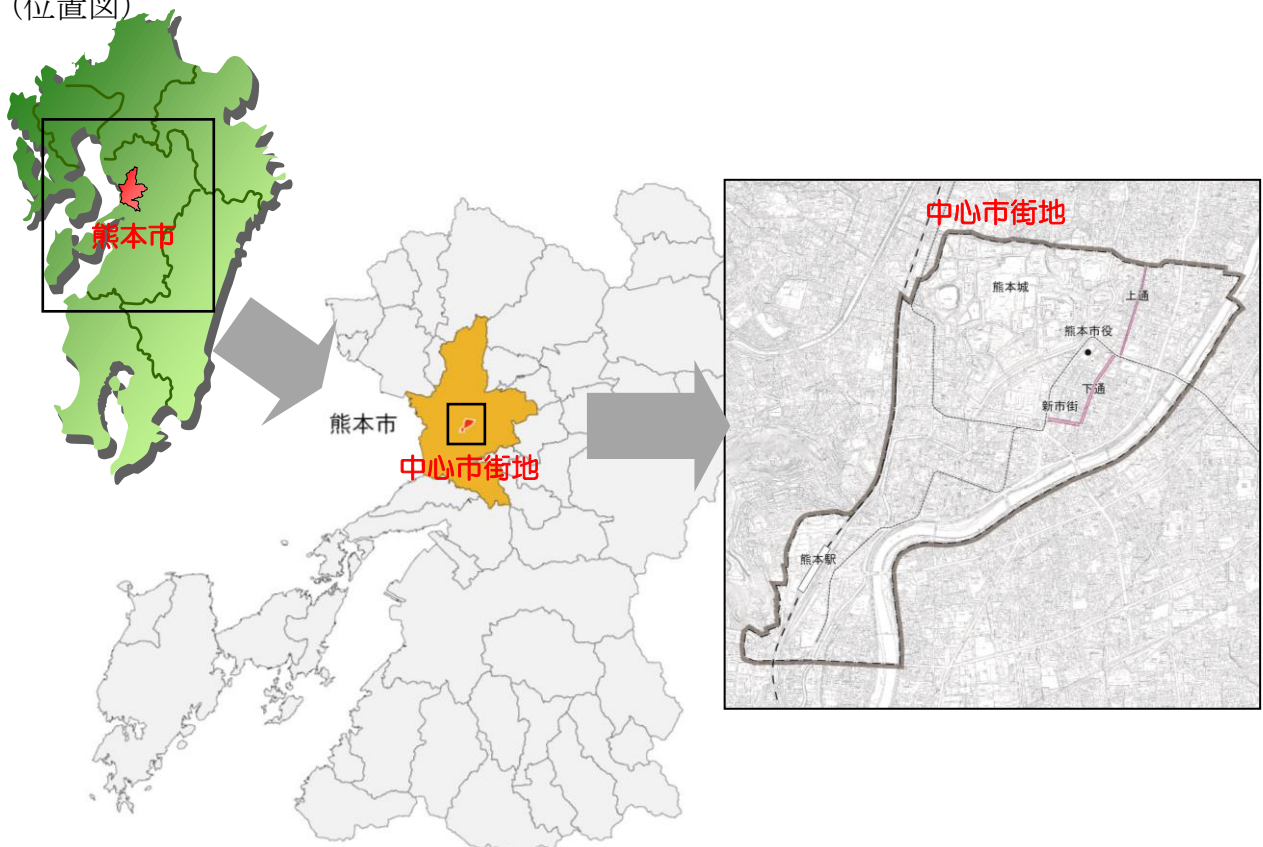 (位置図)
熊本市
熊本市
中心市街地
中心市街地
熊本城
上通
熊本市役
下通
新市街
熊本駅